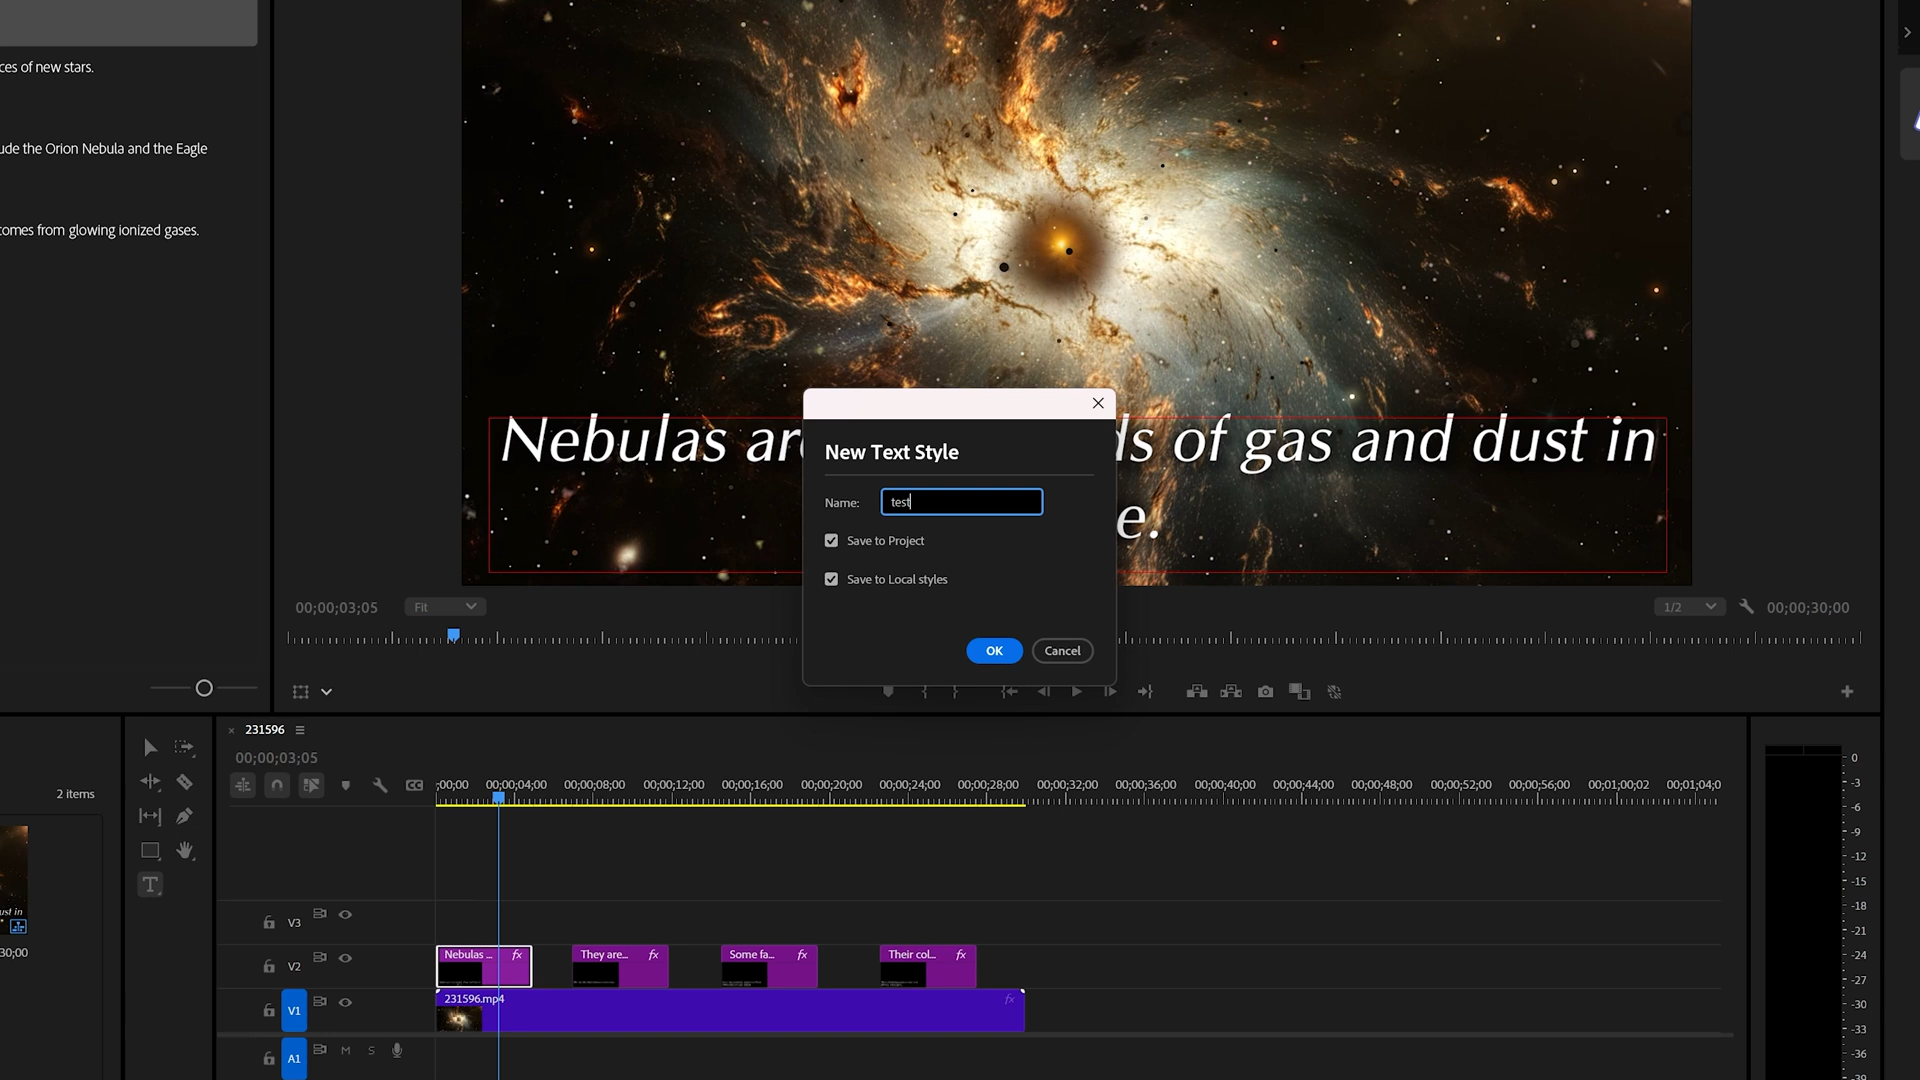 ces of new stars.
ude the Orion Nebula and the Eagle
omes from glowing ionized gases.
Nebulas ar
ds of gas and dust in
e.
New Text Style
Name: test
Save to Project
Save to Local styles
OK Cancel
00;00;03;05 Fit 1/2 00;00;30;00
231596
00;00;03;05
;00;00 00;00;04;00 00;00;08;00 00;00;12;00 00;00;16;00 00;00;20;00 00;00;24;00 00;00;28;00 00;00;32;00 00;00;36;00 00;00;40;00 00;00;44;00 00;00;48;00 00;00;52;00 00;00;56;00 00;01;00;02 00;01;04;0
2 items
ust in
30;00
V3
V2 Nebulas ... fx They are... fx Some fa... fx Their col... fx
V1 231596.mp4 fx
A1 M S
0
-3
-6
-9
-12
-15
-18
-21
-24
-27
-30
-33
-36
-39